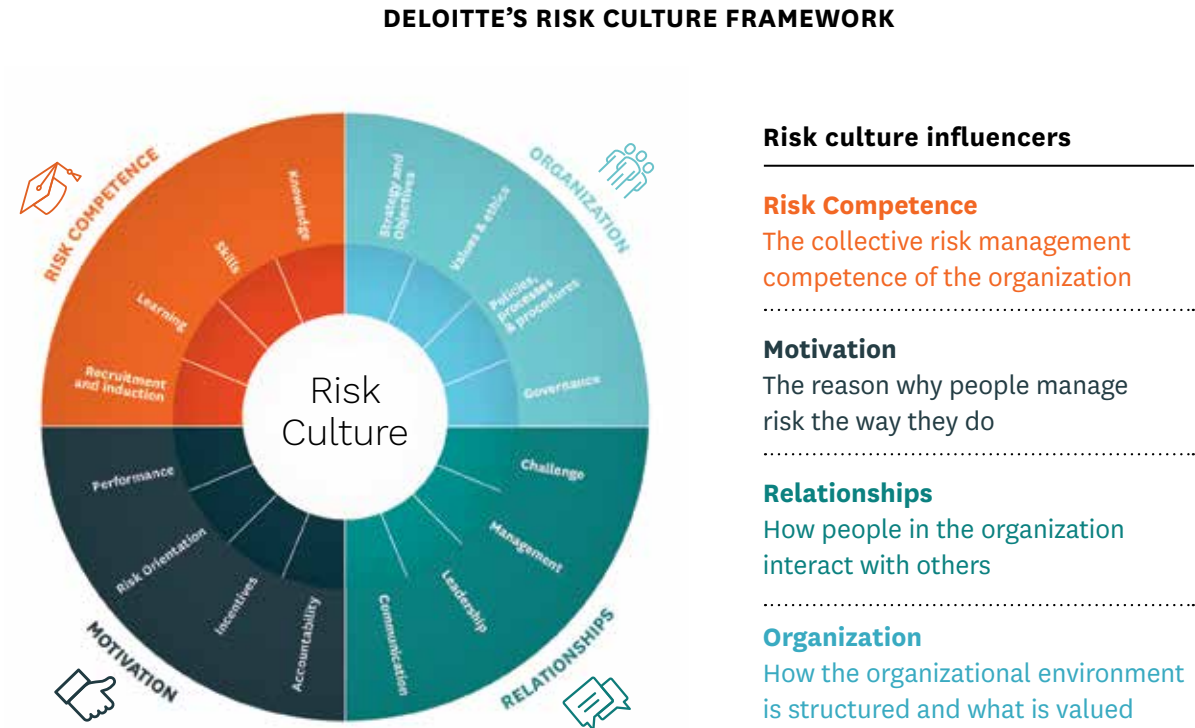 DELOITTE’S RISK CULTURE FRAMEWORK
RISK COMPETENCE
Knowledge
Skills
Learning
Recruitment
and induction
ORGANIZATION
Strategy and
Objectives
Values & ethics
Policies,
processes
& procedures
Governance
Risk
Culture
Performance
Risk Orientation
Incentives
Accountability
MOTIVATION
Challenge
Management
Leadership
Communication
RELATIONSHIPS
Risk culture influencers
Risk Competence
The collective risk management
competence of the organization
Motivation
The reason why people manage
risk the way they do
Relationships
How people in the organization
interact with others
Organization
How the organizational environment
is structured and what is valued